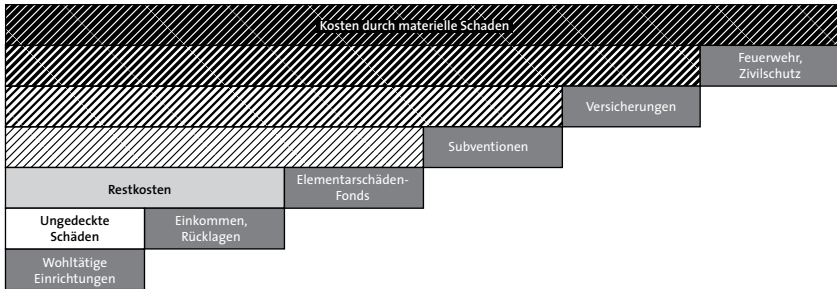 Kosten durch materielle Schaden
Feuerwehr,
Zivilschutz
Versicherungen
Subventionen
Restkosten
Elementarschäden-
Fonds
Ungedeckte
Schäden
Einkommen,
Rücklagen
Wohltätige
Einrichtungen